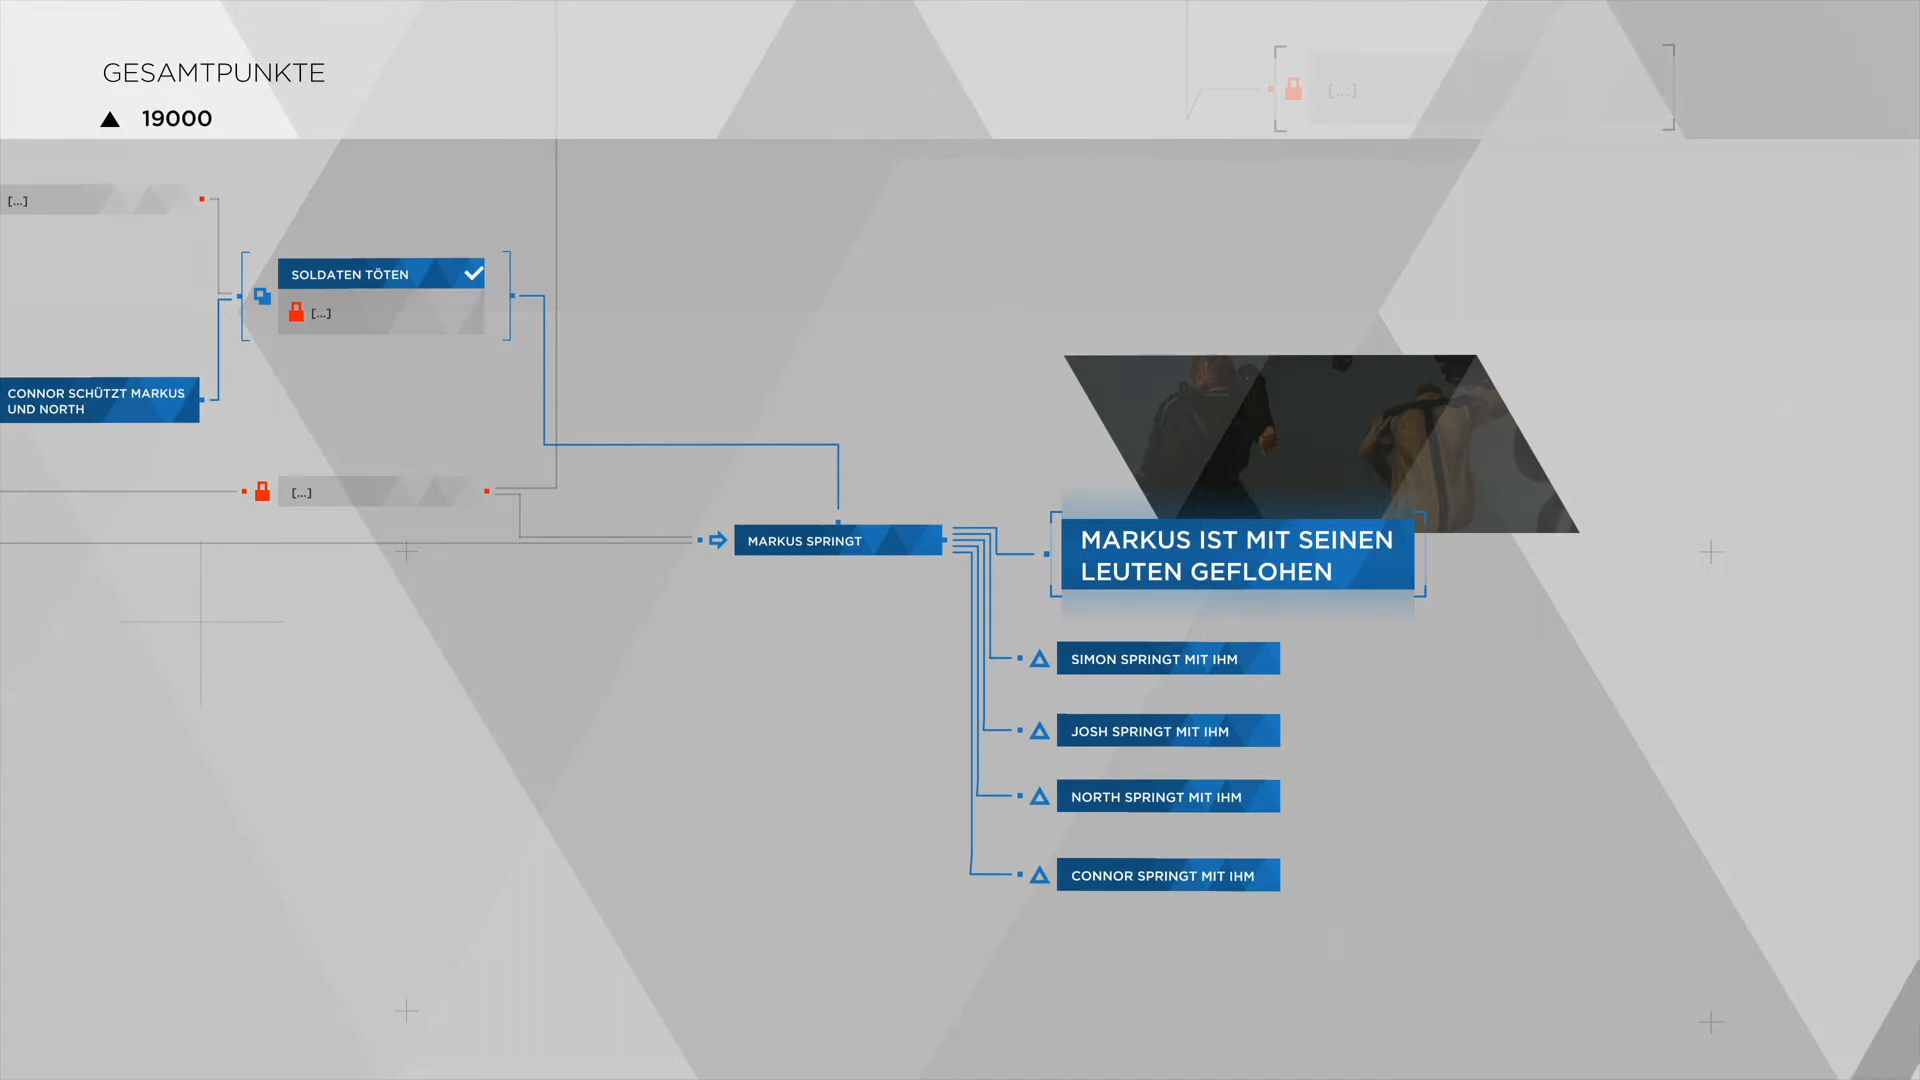 GESAMTPUNKTE
19000
[...]
[...]
SOLDATEN TÖTEN
[...]
CONNOR SCHÜTZT MARKUS
UND NORTH
[...]
MARKUS SPRINGT
MARKUS IST MIT SEINEN
LEUTEN GEFLOHEN
SIMON SPRINGT MIT IHM
JOSH SPRINGT MIT IHM
NORTH SPRINGT MIT IHM
CONNOR SPRINGT MIT IHM